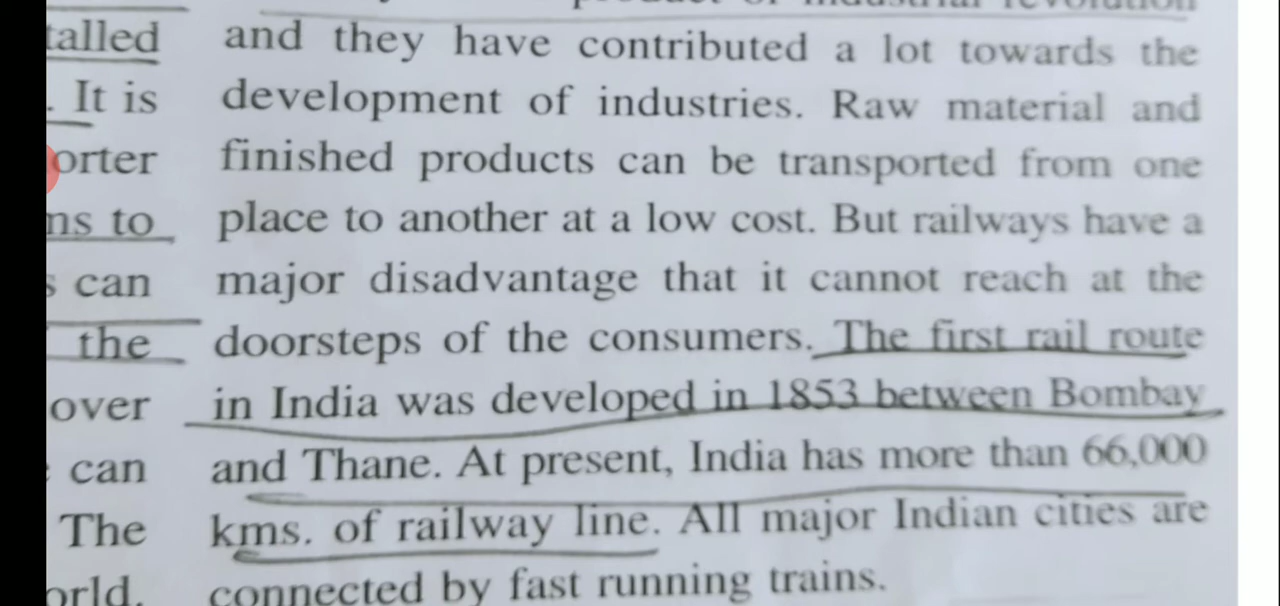 talled
. It is
orter
ns to
can
the
over
can
The
orld.
product of industrial revolution
and they have contributed a lot towards the
development of industries. Raw material and
finished products can be transported from one
place to another at a low cost. But railways have a
major disadvantage that it cannot reach at the
doorsteps of the consumers. The first rail route
in India was developed in 1853 between Bombay
and Thane. At present, India has more than 66,000
kms. of railway line. All major Indian cities are
connected by fast running trains.